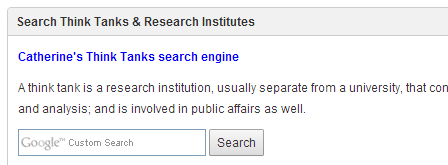 Search Think Tanks & Research Institutes
Catherine's Think Tanks search engine
A think tank is a research institution, usually separate from a university, that con
and analysis; and is involved in public affairs as well.
Google™ Custom Search Search